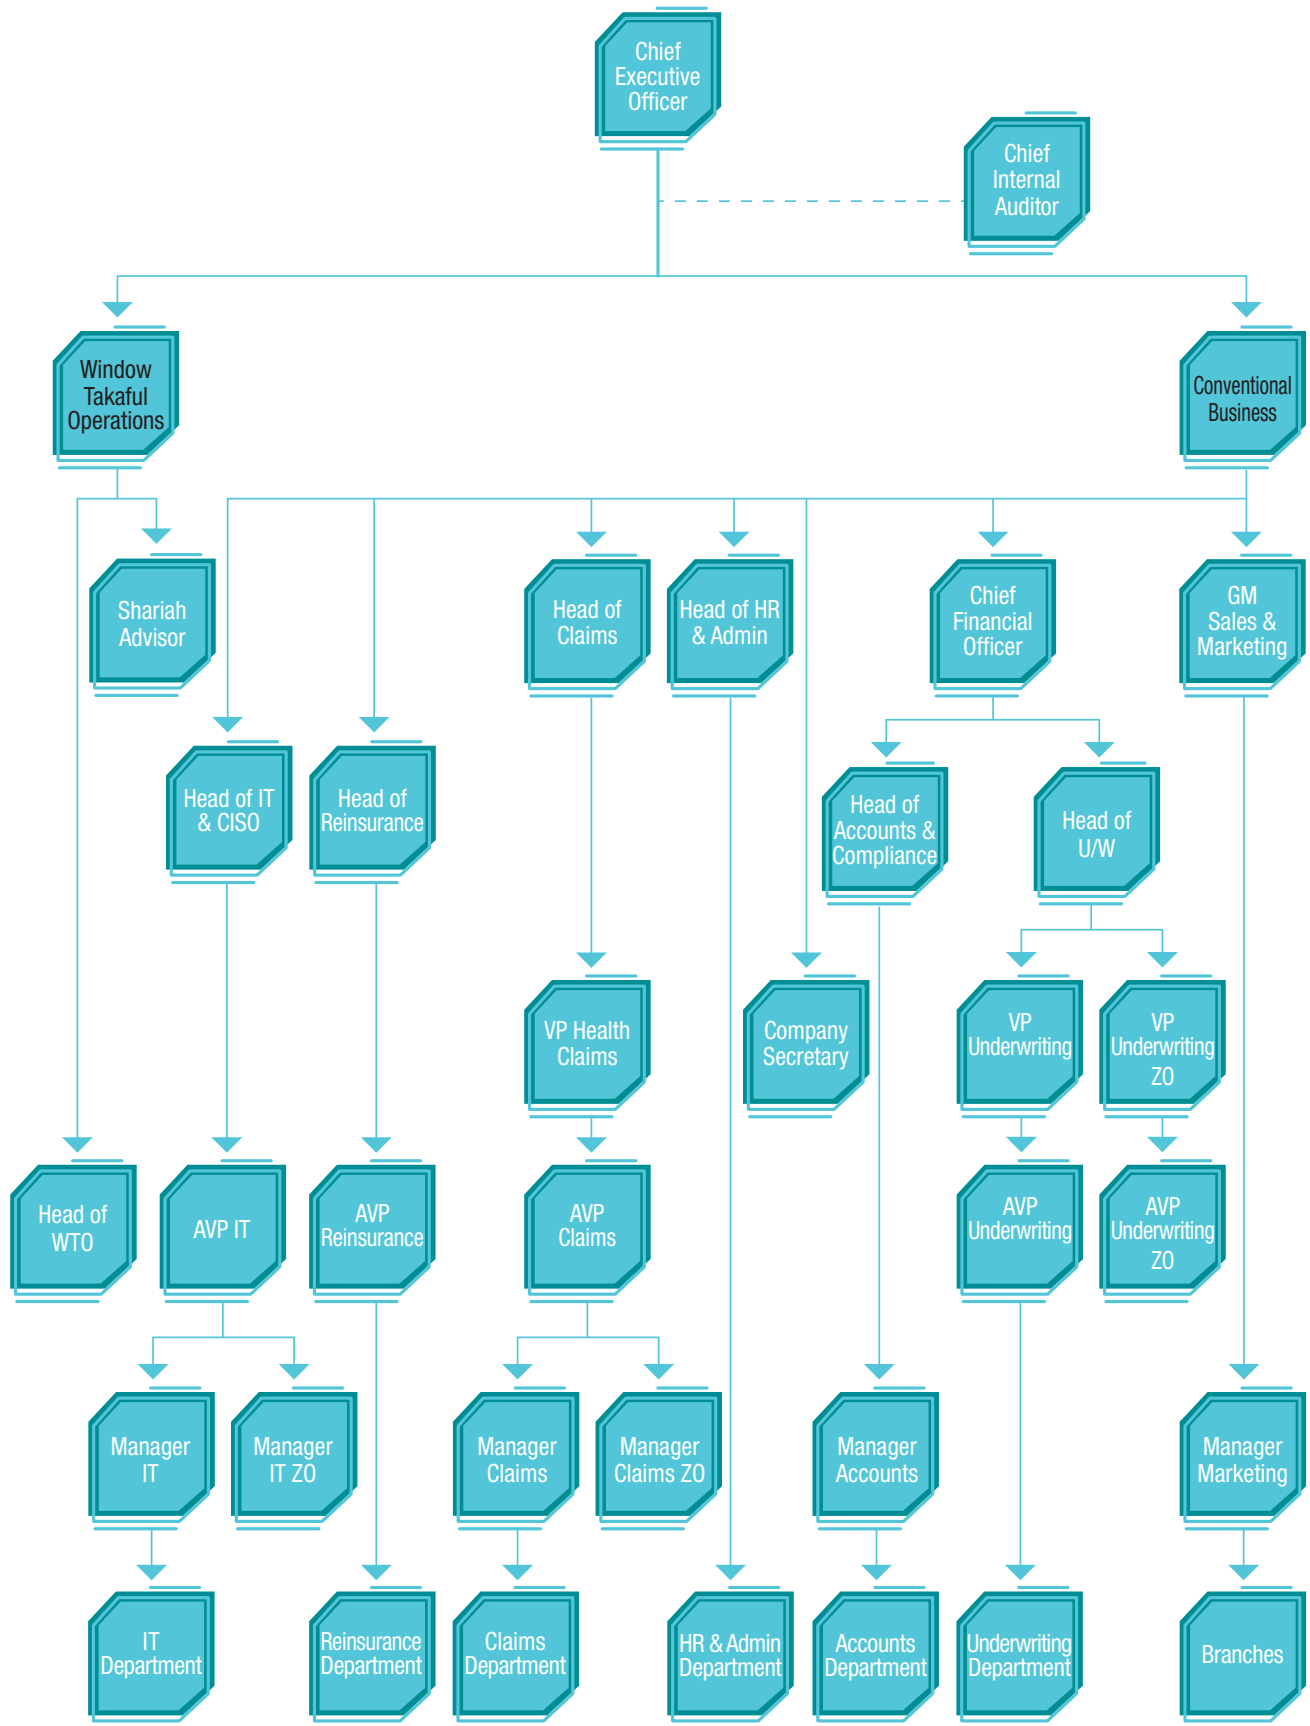 Chief
Executive
Officer
Chief
Internal
Auditor
Window
Takaful
Operations
Conventional
Business
Shariah
Advisor
Head of
Claims
Head of HR
& Admin
Chief
Financial
Officer
GM
Sales &
Marketing
Head of IT
& CISO
Head of
Reinsurance
Head of
Accounts &
Compliance
Head of
U/W
VP Health
Claims
Company
Secretary
VP
Underwriting
VP
Underwriting
ZO
Head of
WTO
AVP IT
AVP
Reinsurance
AVP
Claims
AVP
Underwriting
AVP
Underwriting
ZO
Manager
IT
Manager
IT ZO
Manager
Claims
Manager
Claims ZO
Manager
Accounts
Manager
Marketing
IT
Department
Reinsurance
Department
Claims
Department
HR & Admin
Department
Accounts
Department
Underwriting
Department
Branches